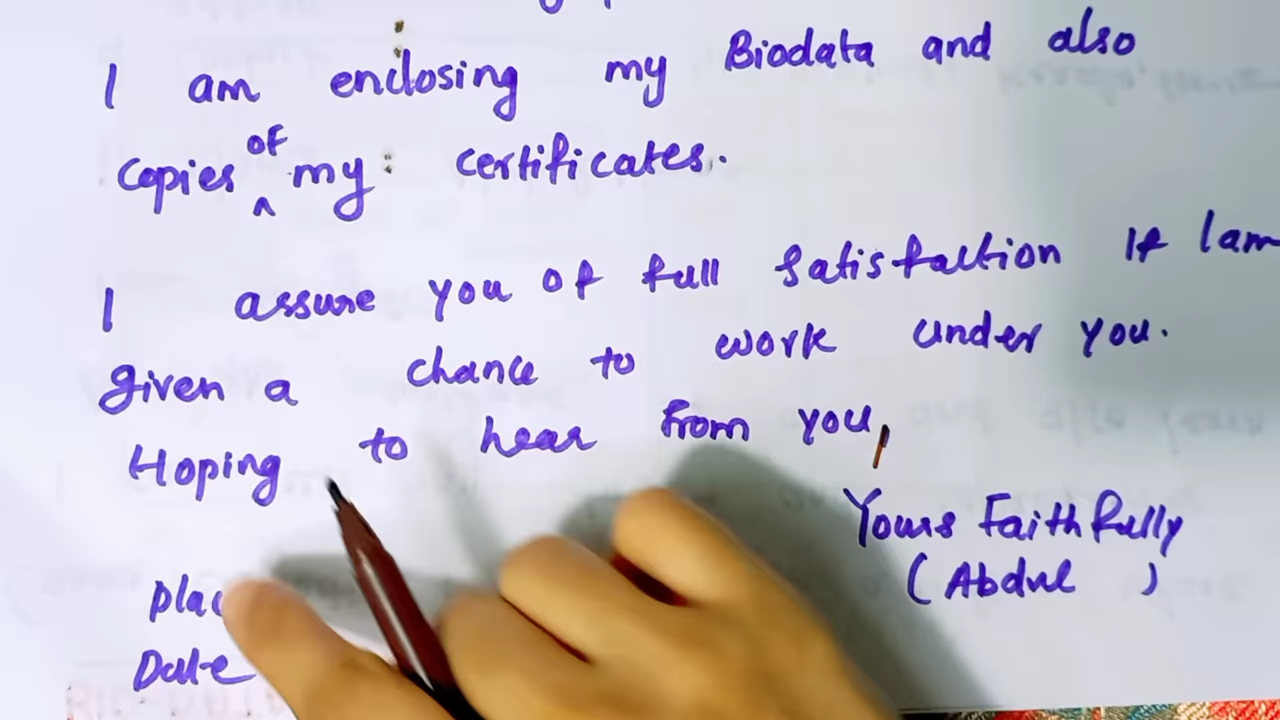 I am enclosing my Biodata and also
copies of my certificates.
I assure you of full satisfaction If I am
given a chance to work under you.
Hoping to hear from you,
Yours Faithfully
(Abdul )
Date